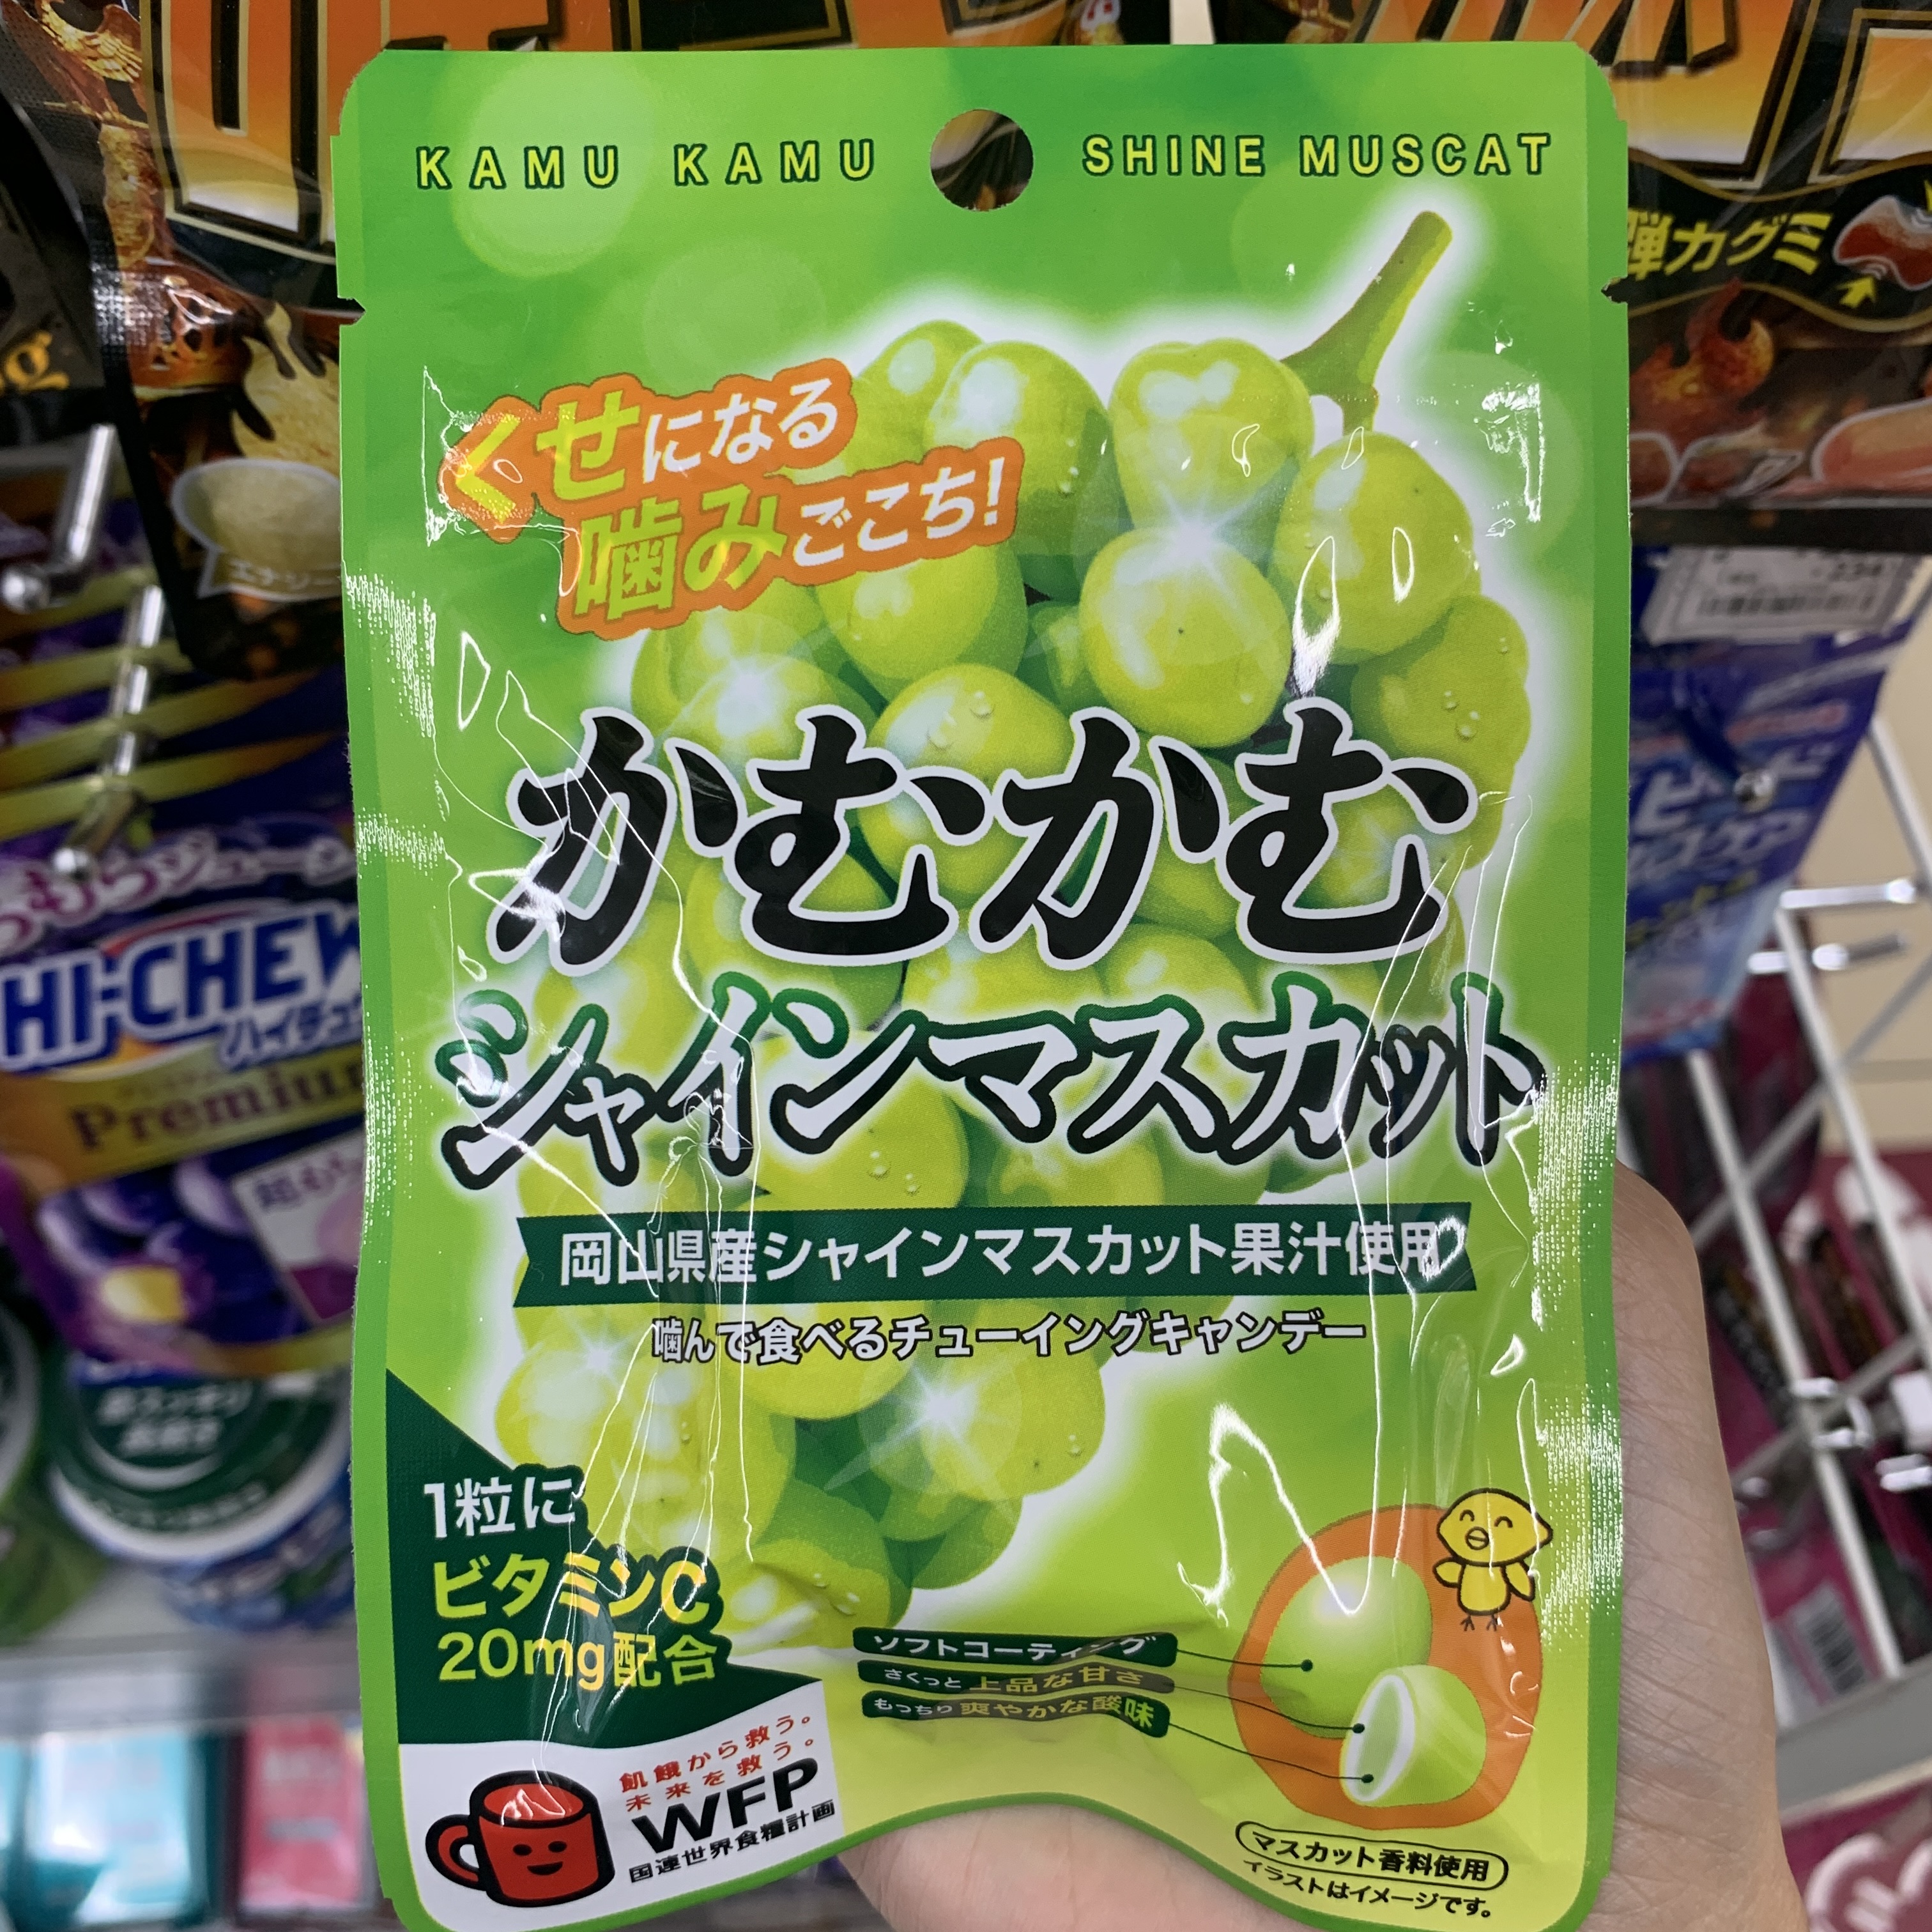 KAMU KAMU SHINE MUSCAT
弾力グミ
くせになる
噛みごこち!
かむかむ
シャインマスカット
岡山県産シャインマスカット果汁使用
噛んで食べるチューイングキャンデー
1粒に
ビタミンC
20mg配合
ソフトコーティング
さくっと上品な甘さ
もっちり爽やかな酸味
飢餓から救う。
未来を救う。
WFP
国連世界食糧計画
マスカット香料使用
イラストはイメージです。
HI-CHEW
ハイチュ
Premium